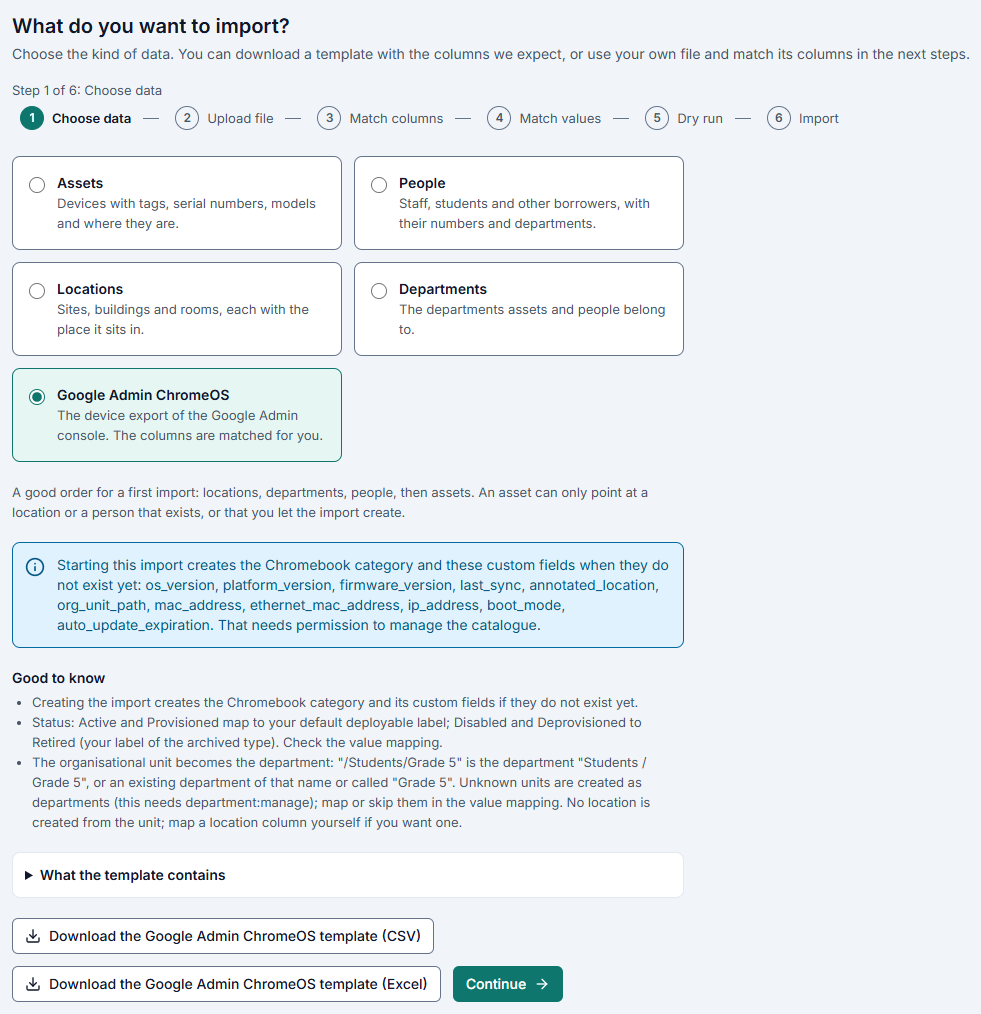 What do you want to import?
Choose the kind of data. You can download a template with the columns we expect, or use your own file and match its columns in the next steps.
Step 1 of 6: Choose data
1 Choose data — 2 Upload file — 3 Match columns — 4 Match values — 5 Dry run — 6 Import
Assets
Devices with tags, serial numbers, models
and where they are.
People
Staff, students and other borrowers, with
their numbers and departments.
Locations
Sites, buildings and rooms, each with the
place it sits in.
Departments
The departments assets and people belong
to.
Google Admin ChromeOS
The device export of the Google Admin
console. The columns are matched for you.
A good order for a first import: locations, departments, people, then assets. An asset can only point at a
location or a person that exists, or that you let the import create.
Starting this import creates the Chromebook category and these custom fields when they do
not exist yet: os_version, platform_version, firmware_version, last_sync, annotated_location,
org_unit_path, mac_address, ethernet_mac_address, ip_address, boot_mode,
auto_update_expiration. That needs permission to manage the catalogue.
Good to know
• Creating the import creates the Chromebook category and its custom fields if they do not exist yet.
• Status: Active and Provisioned map to your default deployable label; Disabled and Deprovisioned to
Retired (your label of the archived type). Check the value mapping.
• The organisational unit becomes the department: "/Students/Grade 5" is the department "Students /
Grade 5", or an existing department of that name or called "Grade 5". Unknown units are created as
departments (this needs department:manage); map or skip them in the value mapping. No location is
created from the unit; map a location column yourself if you want one.
What the template contains
Download the Google Admin ChromeOS template (CSV)
Download the Google Admin ChromeOS template (Excel)
Continue →